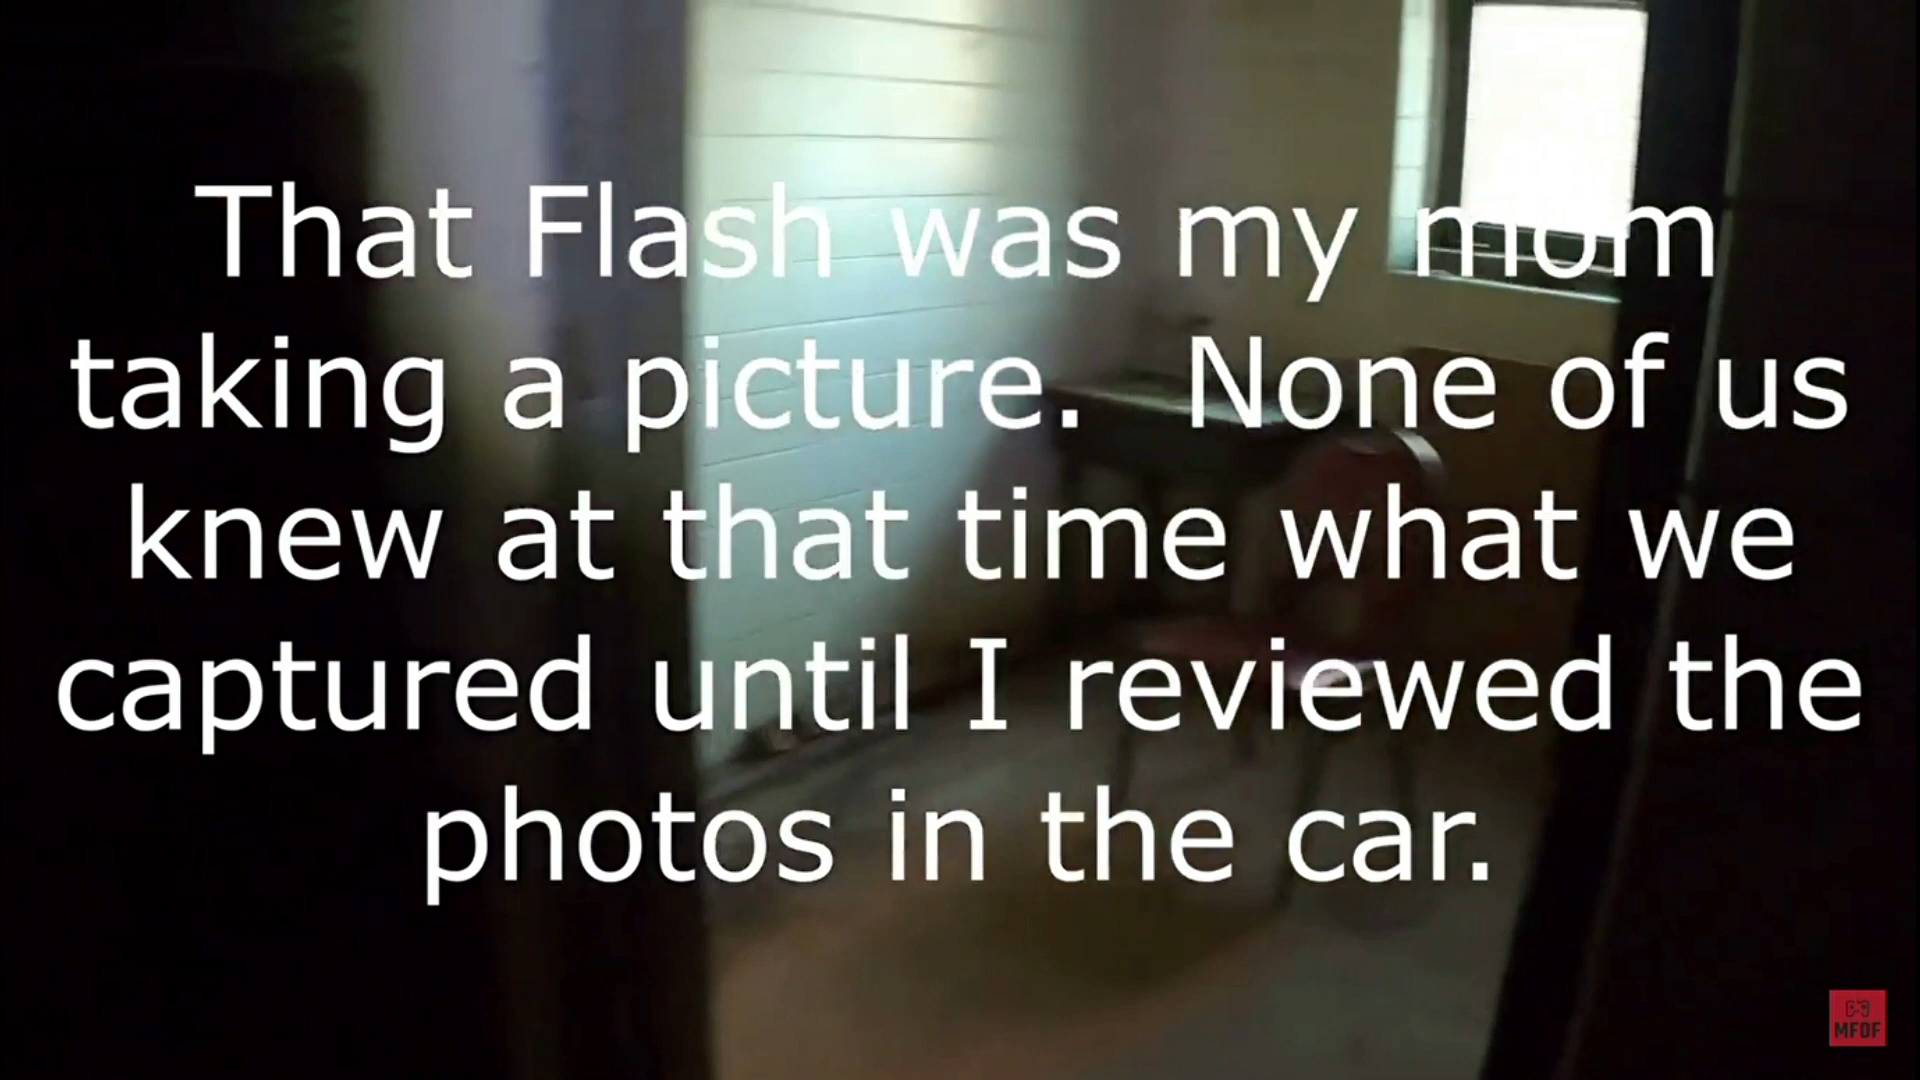 That Flash was my mom
taking a picture.  None of us
knew at that time what we
captured until I reviewed the
photos in the car.
MFOF